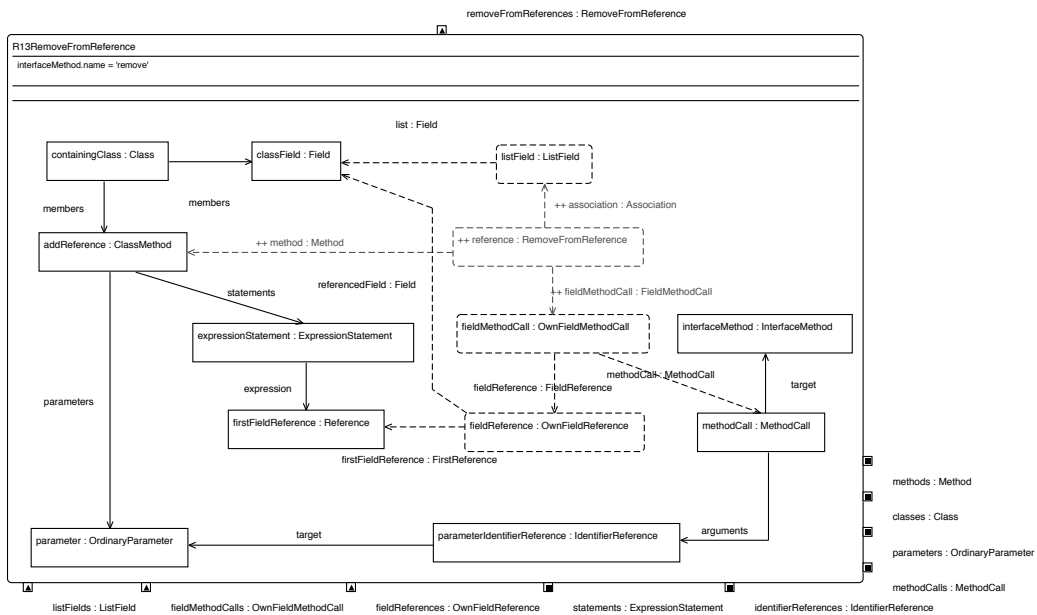 removeFromReferences : RemoveFromReference
R13RemoveFromReference
interfaceMethod.name = 'remove'
list : Field
containingClass : Class
classField : Field
listField : ListField
members
members
++ association : Association
addReference : ClassMethod
++ method : Method
++ reference : RemoveFromReference
statements
referencedField : Field
++ fieldMethodCall : FieldMethodCall
expressionStatement : ExpressionStatement
fieldMethodCall : OwnFieldMethodCall
interfaceMethod : InterfaceMethod
parameters
expression
fieldReference : FieldReference
methodCall : MethodCall
target
firstFieldReference : Reference
fieldReference : OwnFieldReference
methodCall : MethodCall
firstFieldReference : FirstReference
methods : Method
classes : Class
parameter : OrdinaryParameter
target
parameterIdentifierReference : IdentifierReference
arguments
parameters : OrdinaryParameter
methodCalls : MethodCall
listFields : ListField
fieldMethodCalls : OwnFieldMethodCall
fieldReferences : OwnFieldReference
statements : ExpressionStatement
identifierReferences : IdentifierReference